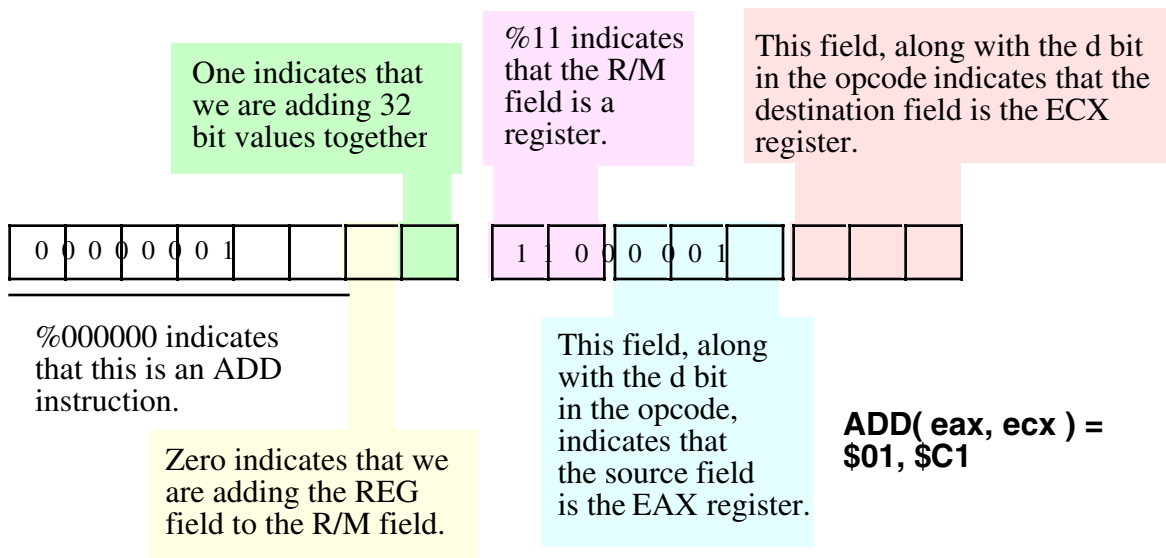 One indicates that
we are adding 32
bit values together
%11 indicates
that the R/M
field is a
register.
This field, along with the d bit
in the opcode indicates that the
destination field is the ECX
register.
0 0 0 0 0 0 0 1
1 1 0 0 0 0 0 1
%000000 indicates
that this is an ADD
instruction.
Zero indicates that we
are adding the REG
field to the R/M field.
This field, along
with the d bit
in the opcode,
indicates that
the source field
is the EAX register.
ADD( eax, ecx ) =
$01, $C1